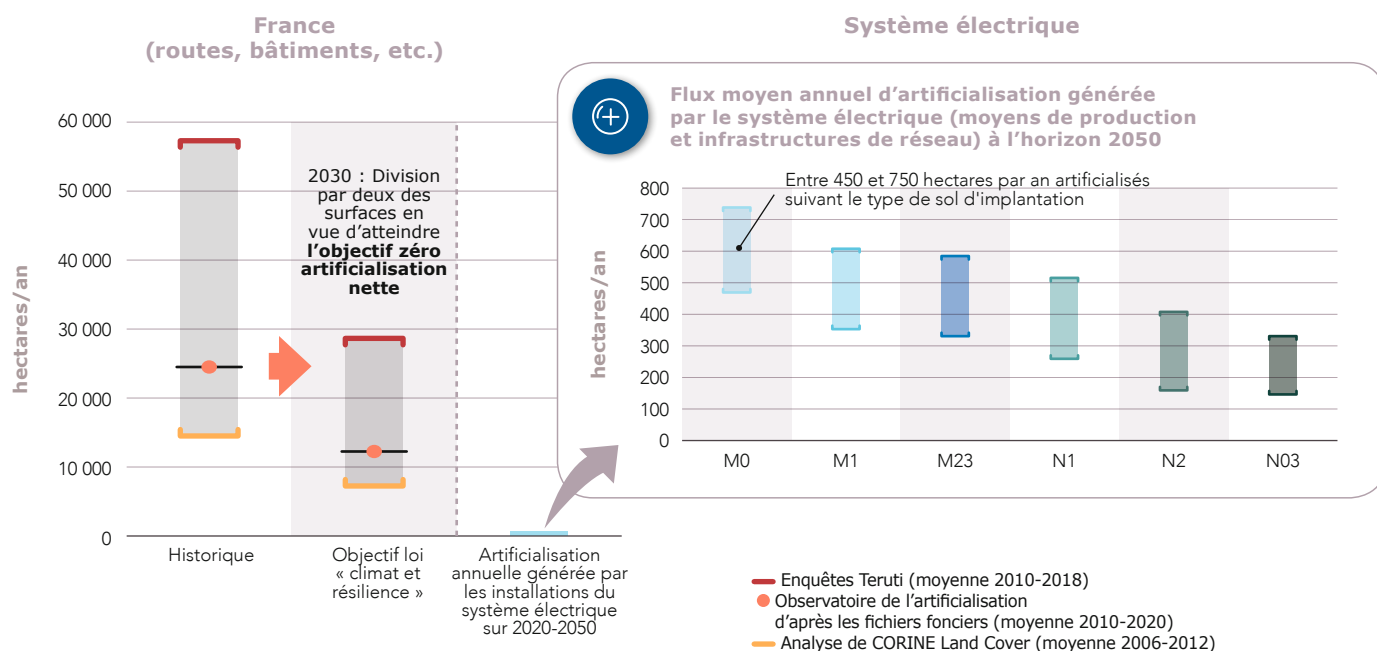 France
(routes, bâtiments, etc.)
hectares/an
60 000
50 000
40 000
30 000
20 000
10 000
0
2030 : Division
par deux des
surfaces en
vue d'atteindre
l'objectif zéro
artificialisation
nette
Historique
Objectif loi
« climat et
résilience »
Artificialisation
annuelle générée par
les installations du
système électrique
sur 2020-2050
Système électrique
Flux moyen annuel d'artificialisation générée
par le système électrique (moyens de production
et infrastructures de réseau) à l'horizon 2050
hectares/an
800
700
600
500
400
300
200
100
0
Entre 450 et 750 hectares par an artificialisés
suivant le type de sol d'implantation
M0
M1
M23
N1
N2
N03
Enquêtes Teruti (moyenne 2010-2018)
Observatoire de l'artificialisation
d'après les fichiers fonciers (moyenne 2010-2020)
Analyse de CORINE Land Cover (moyenne 2006-2012)